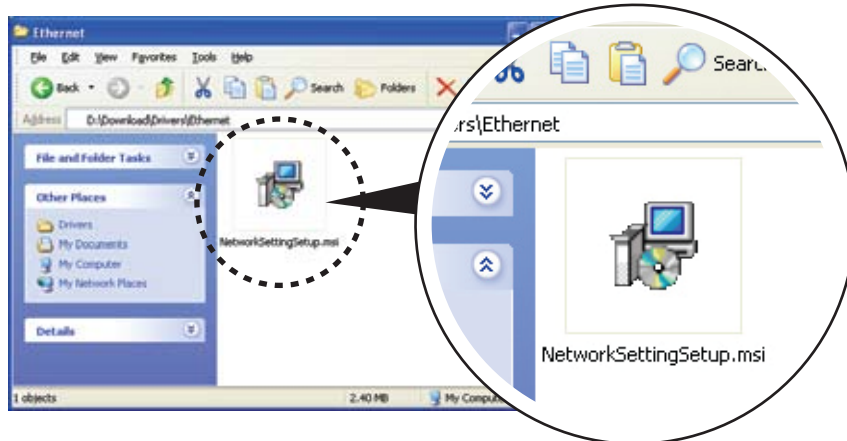 Ethernet
File Edit View Favorites Tools Help
Back Search Folders
Address D:\Download\Drivers\Ethernet
File and Folder Tasks
Other Places
Drivers
My Documents
My Computer
My Network Places
Details
NetworkSettingSetup.msi
1 objects 2.40 MB My Compu
Searc
rs\Ethernet
NetworkSettingSetup.msi